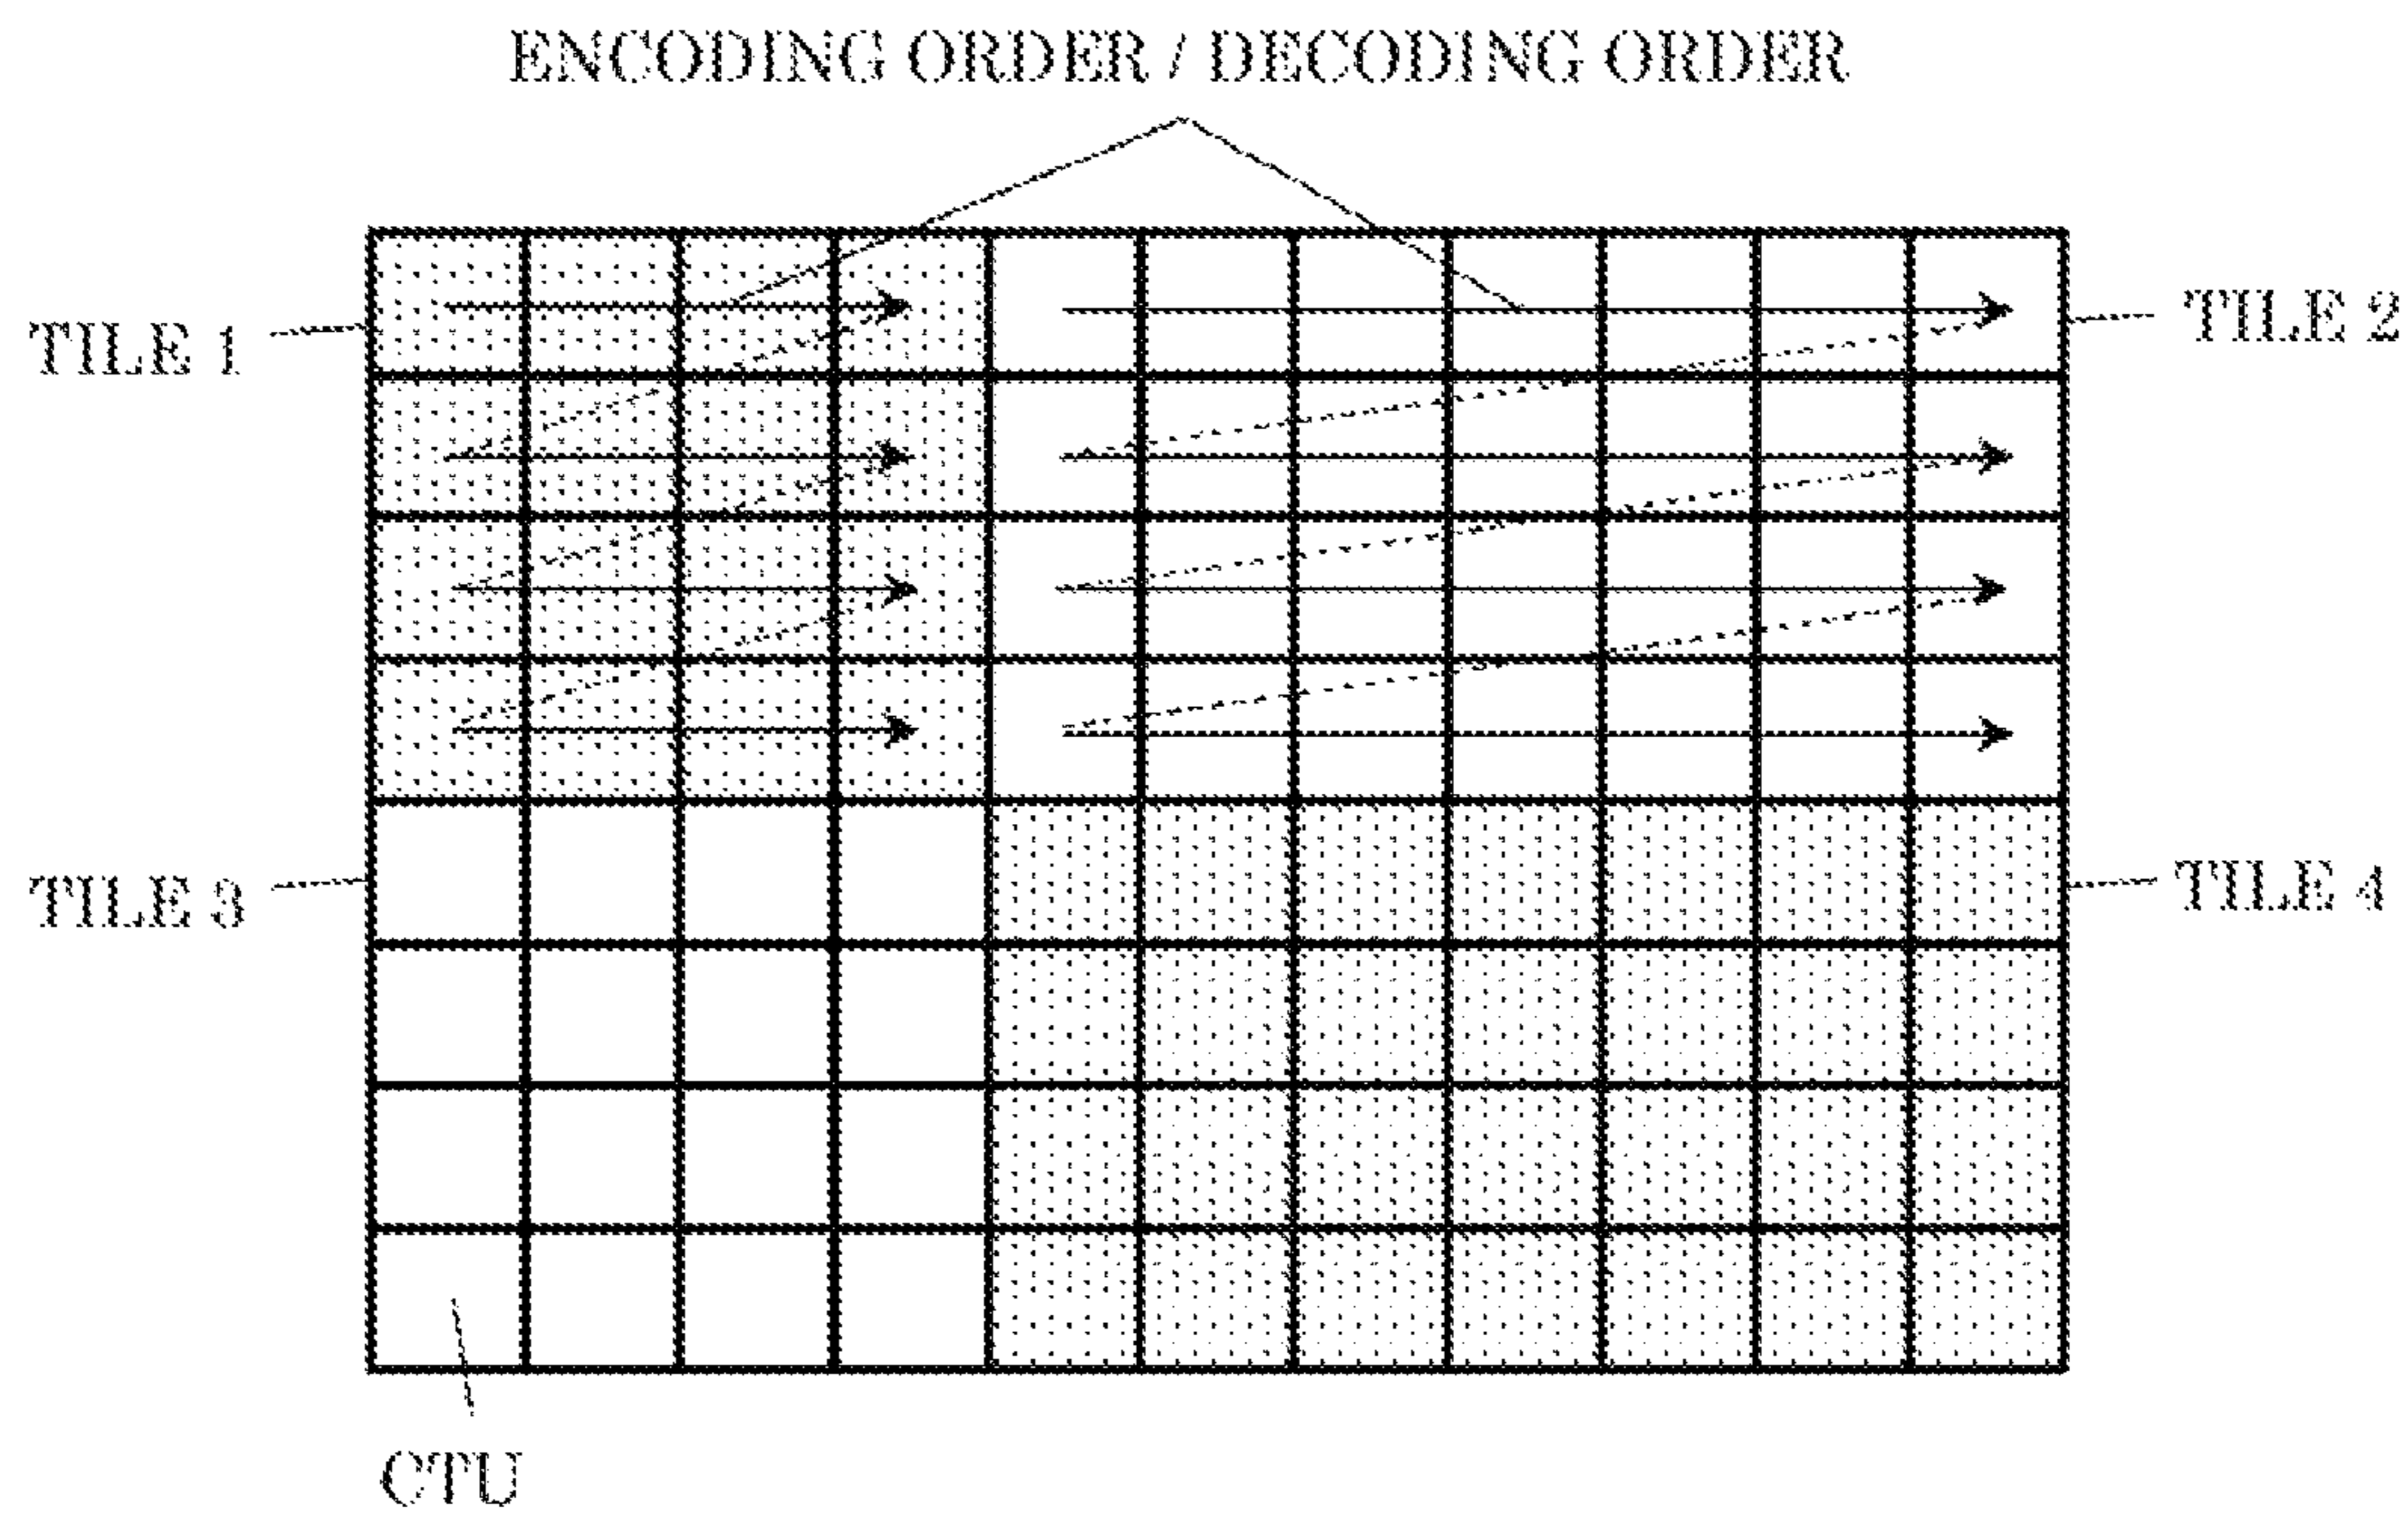 ENCODING ORDER / DECODING ORDER
TILE 1
TILE 2
TILE 3
TILE 4
CTU